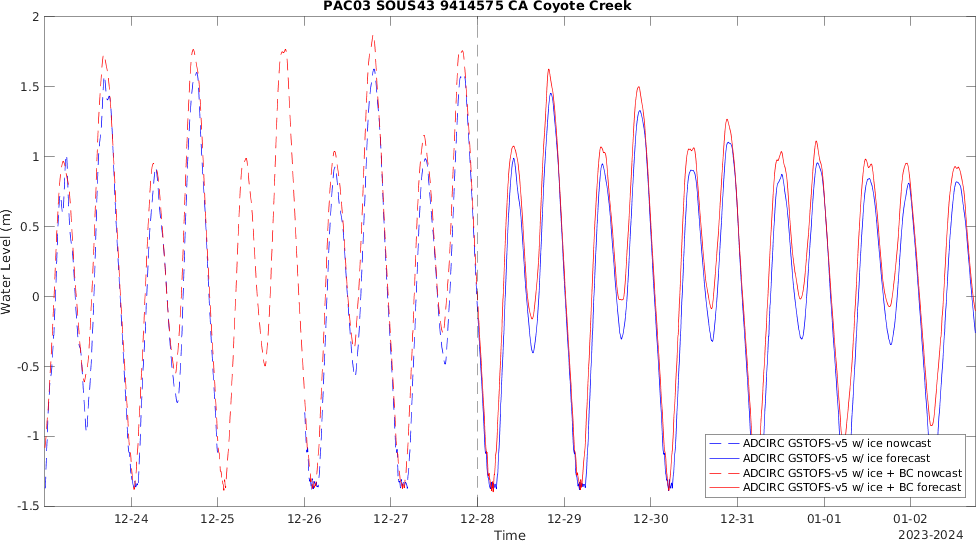 PAC03 SOUS43 9414575 CA Coyote Creek
2
1.5
1
0.5
0
-0.5
-1
-1.5
Water Level (m)
12-24 12-25 12-26 12-27 12-28 12-29 12-30 12-31 01-01 01-02
Time
2023-2024
ADCIRC GSTOFS-v5 w/ ice nowcast
ADCIRC GSTOFS-v5 w/ ice forecast
ADCIRC GSTOFS-v5 w/ ice + BC nowcast
ADCIRC GSTOFS-v5 w/ ice + BC forecast